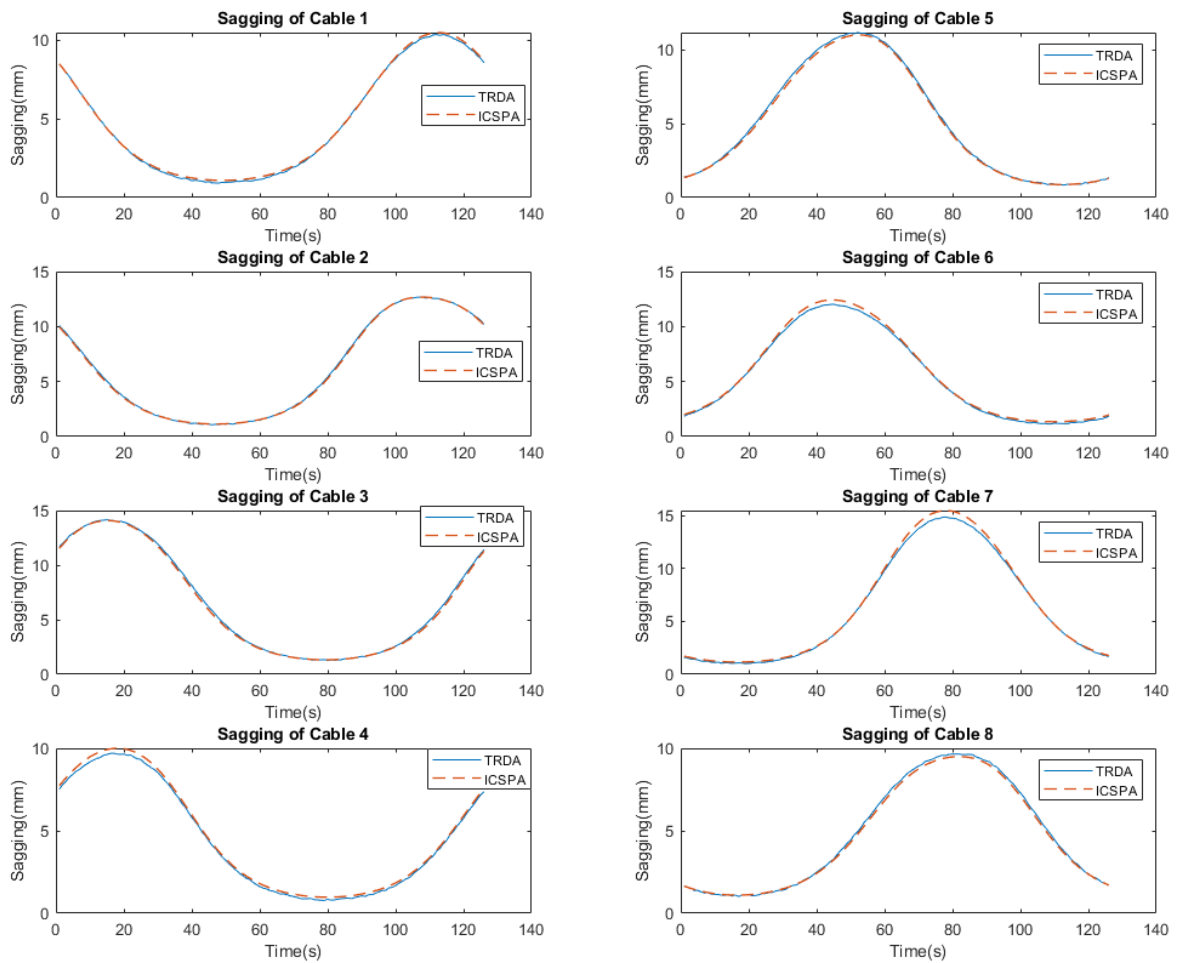 Sagging of Cable 1
Sagging(mm)
10
5
0
0 20 40 60 80 100 120 140
Time(s)
TRDA
ICSPA
Sagging of Cable 5
Sagging(mm)
10
5
0
0 20 40 60 80 100 120 140
Time(s)
TRDA
ICSPA
Sagging of Cable 2
Sagging(mm)
15
10
5
0
0 20 40 60 80 100 120 140
Time(s)
TRDA
ICSPA
Sagging of Cable 6
Sagging(mm)
15
10
5
0
0 20 40 60 80 100 120 140
Time(s)
TRDA
ICSPA
Sagging of Cable 3
Sagging(mm)
15
10
5
0
0 20 40 60 80 100 120 140
Time(s)
TRDA
ICSPA
Sagging of Cable 7
Sagging(mm)
15
10
5
0
0 20 40 60 80 100 120 140
Time(s)
TRDA
ICSPA
Sagging of Cable 4
Sagging(mm)
10
5
0
0 20 40 60 80 100 120 140
Time(s)
TRDA
ICSPA
Sagging of Cable 8
Sagging(mm)
10
5
0
0 20 40 60 80 100 120 140
Time(s)
TRDA
ICSPA